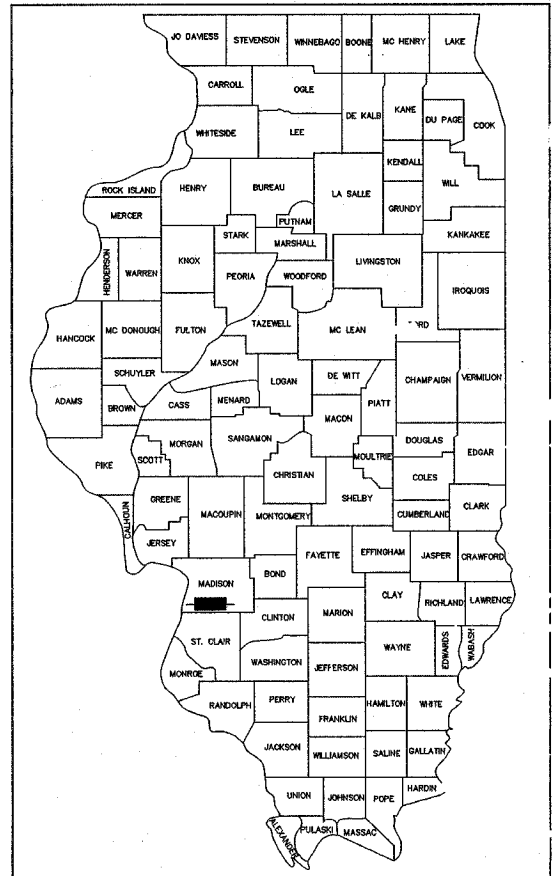 JO DAVIESS STEVENSON WINNEBAGO BOONE MC HENRY LAKE
CARROLL OGLE DE KALB KANE DU PAGE COOK
WHITESIDE LEE
KENDALL WILL
ROCK ISLAND HENRY BUREAU LA SALLE GRUNDY
MERCER PUTNAM
STARK MARSHALL KANKAKEE
HENDERSON WARREN KNOX PEORIA WOODFORD LIVINGSTON
IROQUOIS
HANCOCK MC DONOUGH FULTON TAZEWELL MC LEAN RD
MASON
SCHUYLER LOGAN DE WITT CHAMPAIGN VERMILION
ADAMS BROWN CASS MENARD MACON PIATT
MORGAN SANGAMON DOUGLAS EDGAR
PIKE SCOTT CHRISTIAN MOULTRIE COLES
GREENE MACOUPIN MONTGOMERY SHELBY CUMBERLAND CLARK
CALHOUN JERSEY
FAYETTE EFFINGHAM JASPER CRAWFORD
MADISON BOND
CLAY RICHLAND LAWRENCE
CLINTON MARION
ST. CLAIR WAYNE EDWARDS WABASH
MONROE WASHINGTON JEFFERSON
RANDOLPH PERRY HAMILTON WHITE
FRANKLIN
JACKSON WILLIAMSON SALINE GALLATIN
UNION JOHNSON POPE HARDIN
ALEXANDER PULASKI MASSAC